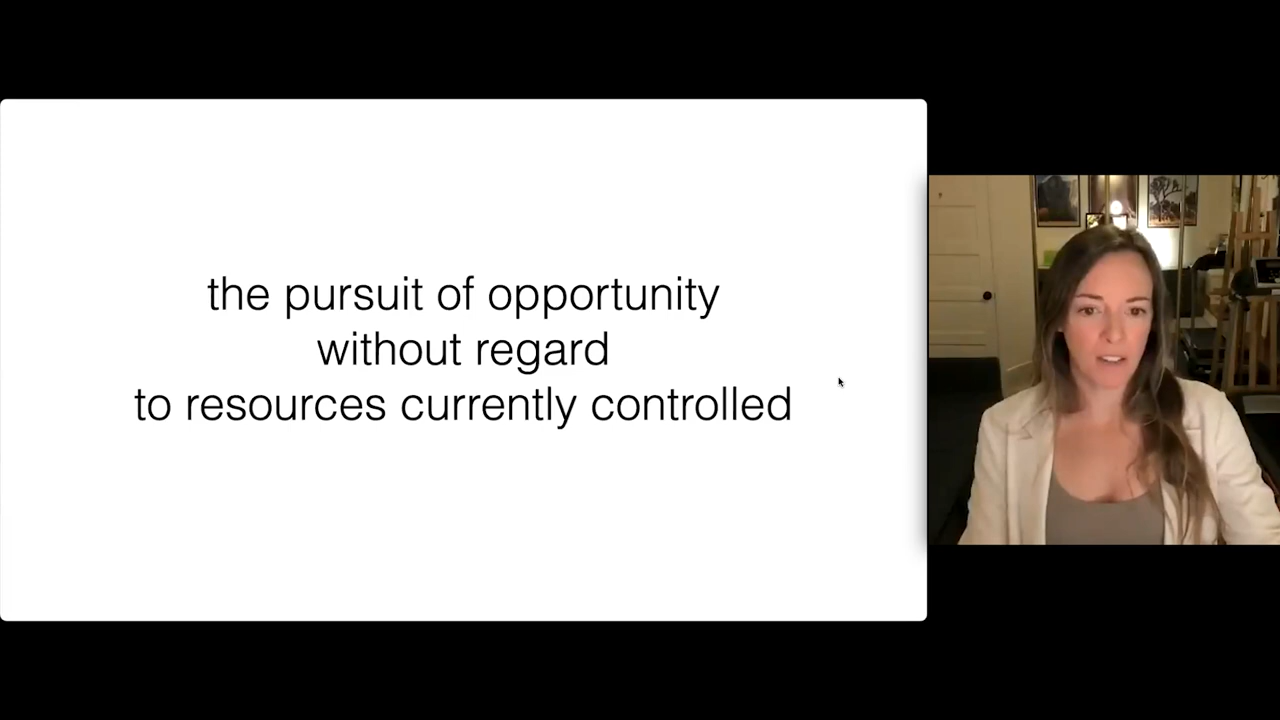 the pursuit of opportunity
without regard
to resources currently controlled